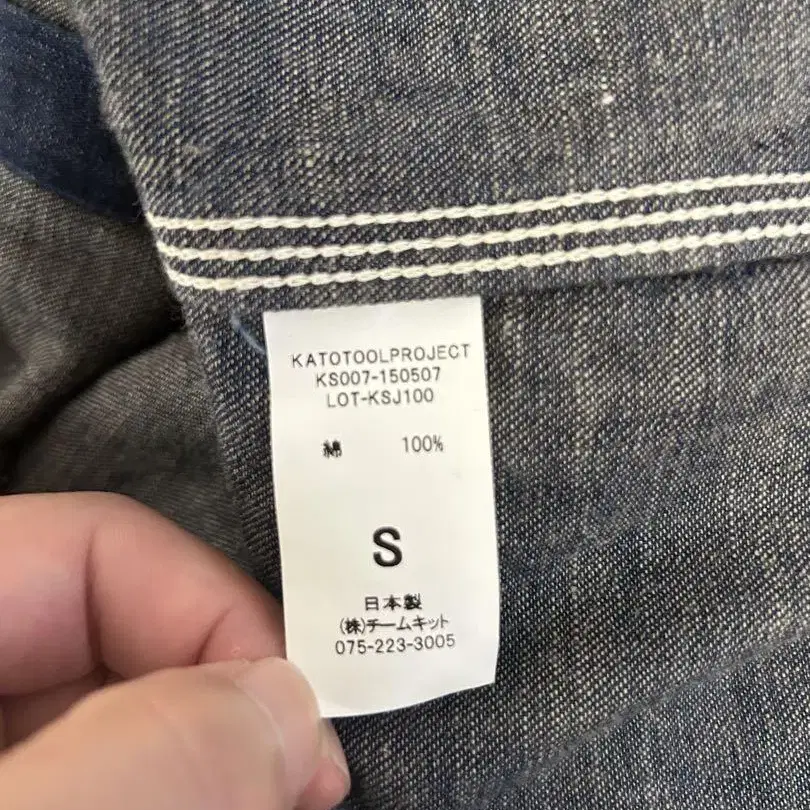 KATOTOOLPROJECT
KS007-150507
LOT-KSJ100
綿 100%
S
日本製
(株)チームキット
075-223-3005